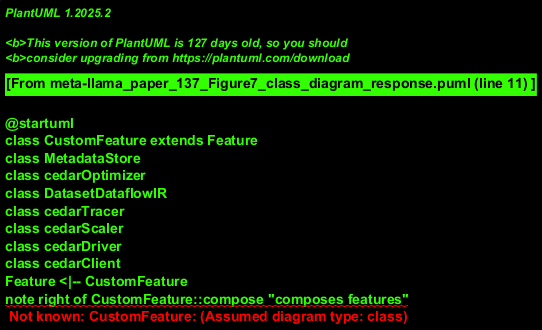 PlantUML 1.2025.2
<b>This version of PlantUML is 127 days old, so you should
<b>consider upgrading from https://plantuml.com/download
[From meta-llama_paper_137_Figure7_class_diagram_response.puml (line 11) ]
@startuml
class CustomFeature extends Feature
class MetadataStore
class cedarOptimizer
class DatasetDataflowIR
class cedarTracer
class cedarScaler
class cedarDriver
class cedarClient
Feature <|-- CustomFeature
note right of CustomFeature::compose "composes features"
Not known: CustomFeature: (Assumed diagram type: class)